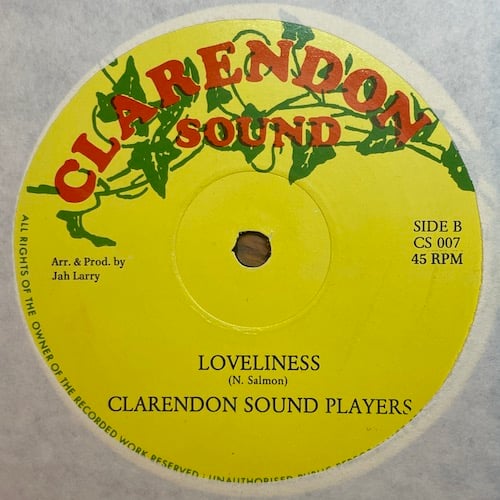 CLARENDON
SOUND
SIDE B
CS 007
45 RPM
Arr. & Prod. by
Jah Larry
LOVELINESS
(N. Salmon)
CLARENDON SOUND PLAYERS
ALL RIGHTS OF THE OWNER OF THE RECORDED WORK RESERVED : UNAUTHORISED PUBLIC